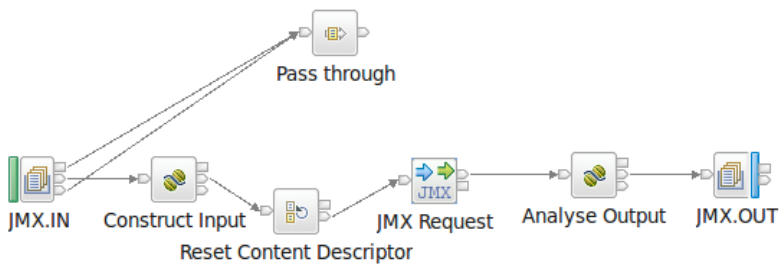 Pass through
JMX
JMX.IN
Construct Input
Reset Content Descriptor
JMX Request
Analyse Output
JMX.OUT